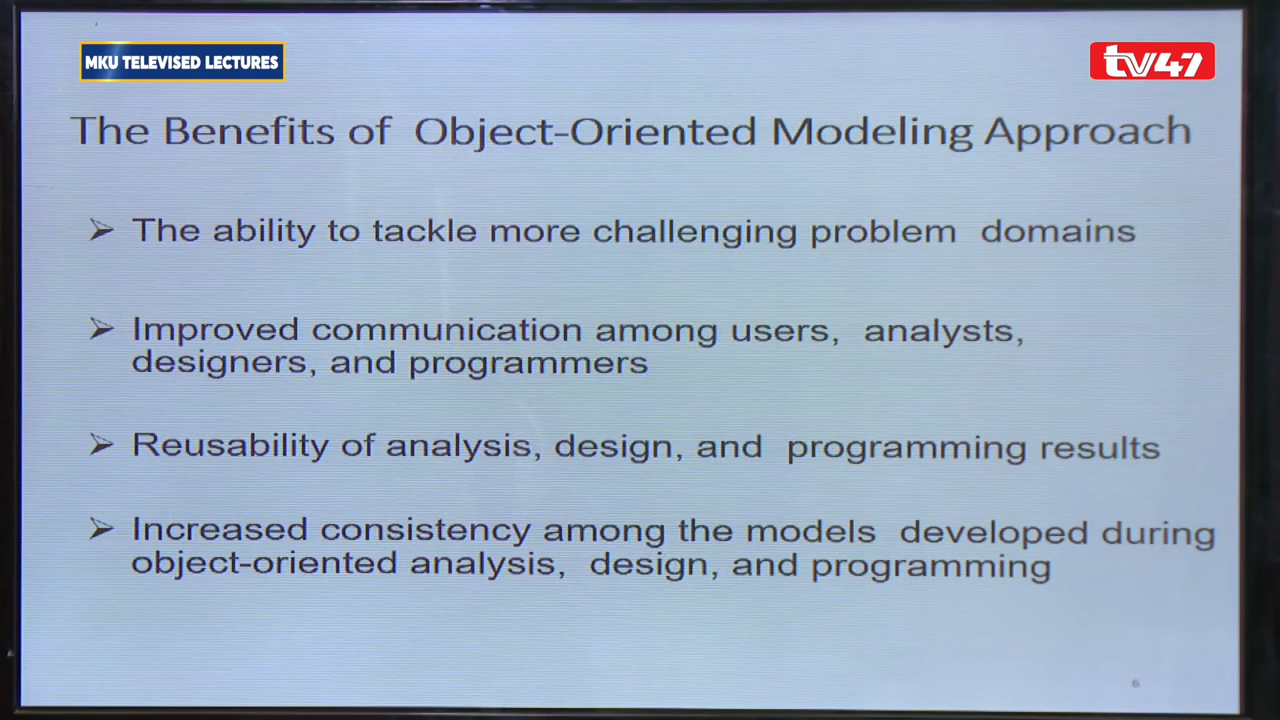 MKU TELEVISED LECTURES
tv47
The Benefits of Object-Oriented Modeling Approach
➢ The ability to tackle more challenging problem domains
➢ Improved communication among users, analysts,
designers, and programmers
➢ Reusability of analysis, design, and programming results
➢ Increased consistency among the models developed during
object-oriented analysis, design, and programming
6